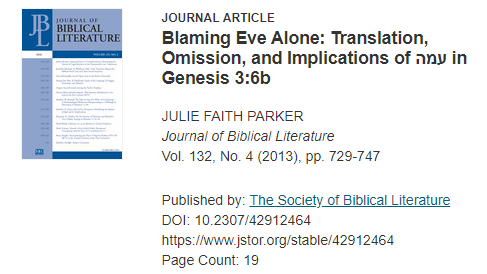 JBL
JOURNAL OF
BIBLICAL
LITERATURE
JOURNAL ARTICLE
Blaming Eve Alone: Translation,
Omission, and Implications of עמה in
Genesis 3:6b
JULIE FAITH PARKER
Journal of Biblical Literature
Vol. 132, No. 4 (2013), pp. 729-747
Published by: The Society of Biblical Literature
DOI: 10.2307/42912464
https://www.jstor.org/stable/42912464
Page Count: 19